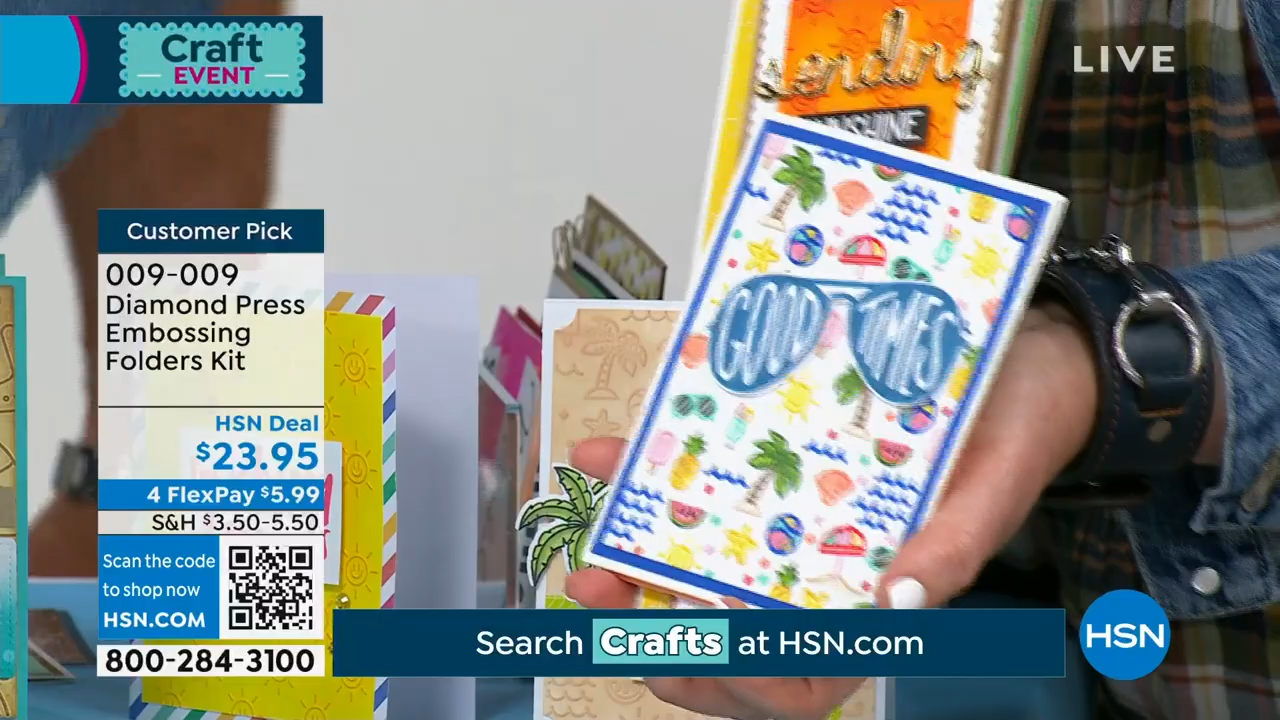 Craft
EVENT
LIVE
sending
SUNSHINE
GOOD TIMES
Customer Pick
009-009
Diamond Press
Embossing
Folders Kit
HSN Deal
$23.95
4 FlexPay $5.99
S&H $3.50-5.50
Scan the code
to shop now
HSN.COM
800-284-3100
Search Crafts at HSN.com
HSN